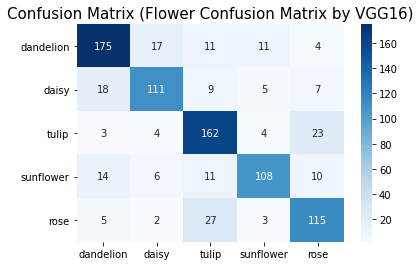 Confusion Matrix (Flower Confusion Matrix by VGG16)
dandelion 175 17 11 11 4
daisy 18 111 9 5 7
tulip 3 4 162 4 23
sunflower 14 6 11 108 10
rose 5 2 27 3 115
dandelion daisy tulip sunflower rose
160
140
120
100
80
60
40
20